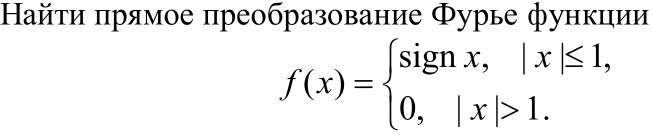 Найти прямое преобразование Фурье функции
f(x) = { sign x, | x |≤ 1,
0, | x |> 1.